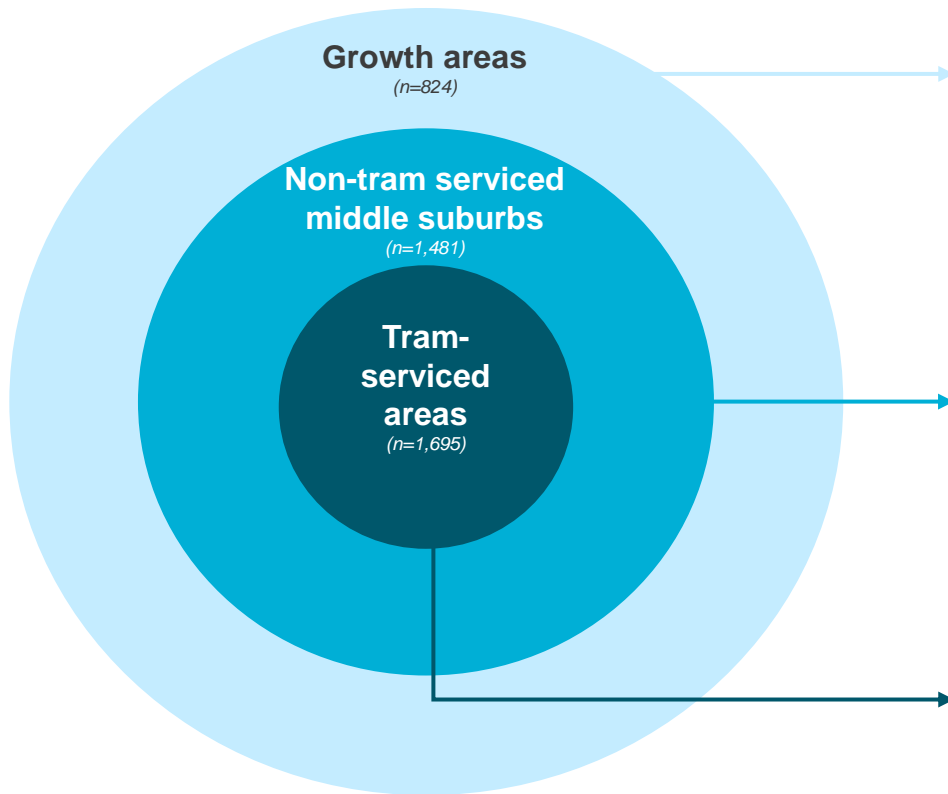 Growth areas
(n=824)
Non-tram serviced
middle suburbs
(n=1,481)
Tram-
serviced
areas
(n=1,695)